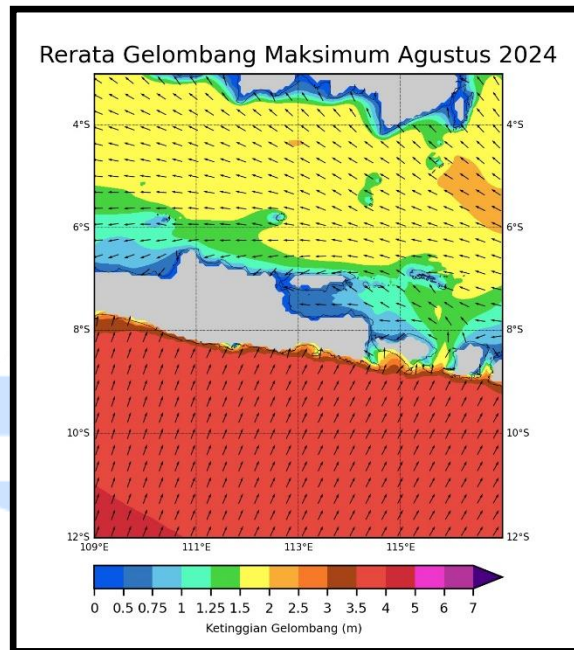 Rerata Gelombang Maksimum Agustus 2024
4°S
4°S
6°S
6°S
8°S
8°S
10°S
10°S
12°S
12°S
109°E 111°E 113°E 115°E
0 0.5 0.75 1 1.25 1.5 2 2.5 3 3.5 4 5 6 7
Ketinggian Gelombang (m)